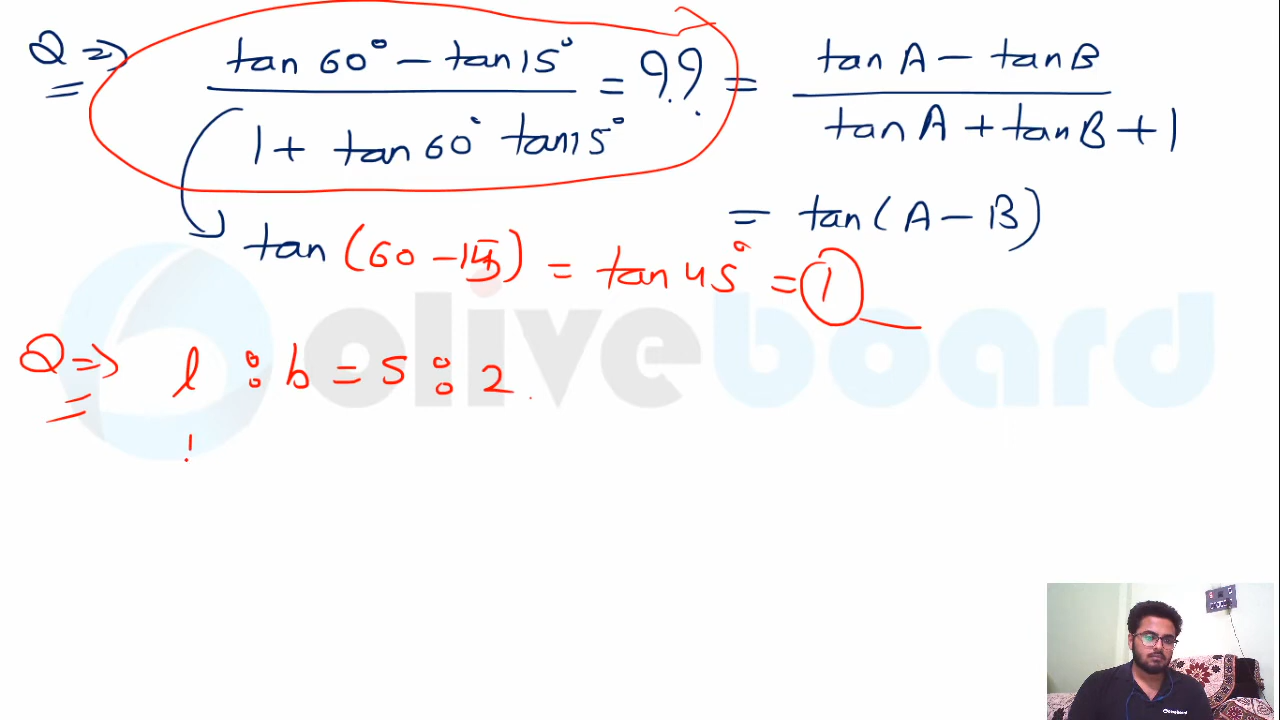 Q => tan 60° - tan 15° / 1 + tan 60° tan 15° = ?? = tan A - tan B / tan A + tan B + 1
= tan (A - B)
tan (60 - 15) = tan 45° = 1
oliveboard
Q => l : b = 5 : 2
oliveboard